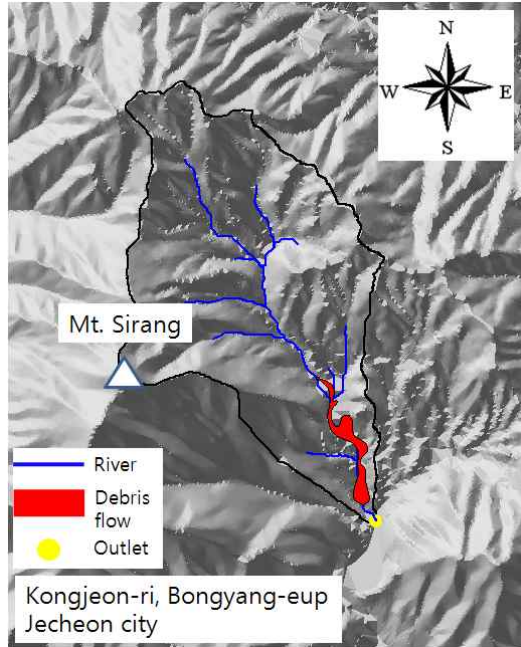 N
W
E
S
Mt. Sirang
River
Debris
flow
Outlet
Kongjeon-ri, Bongyang-eup
Jecheon city